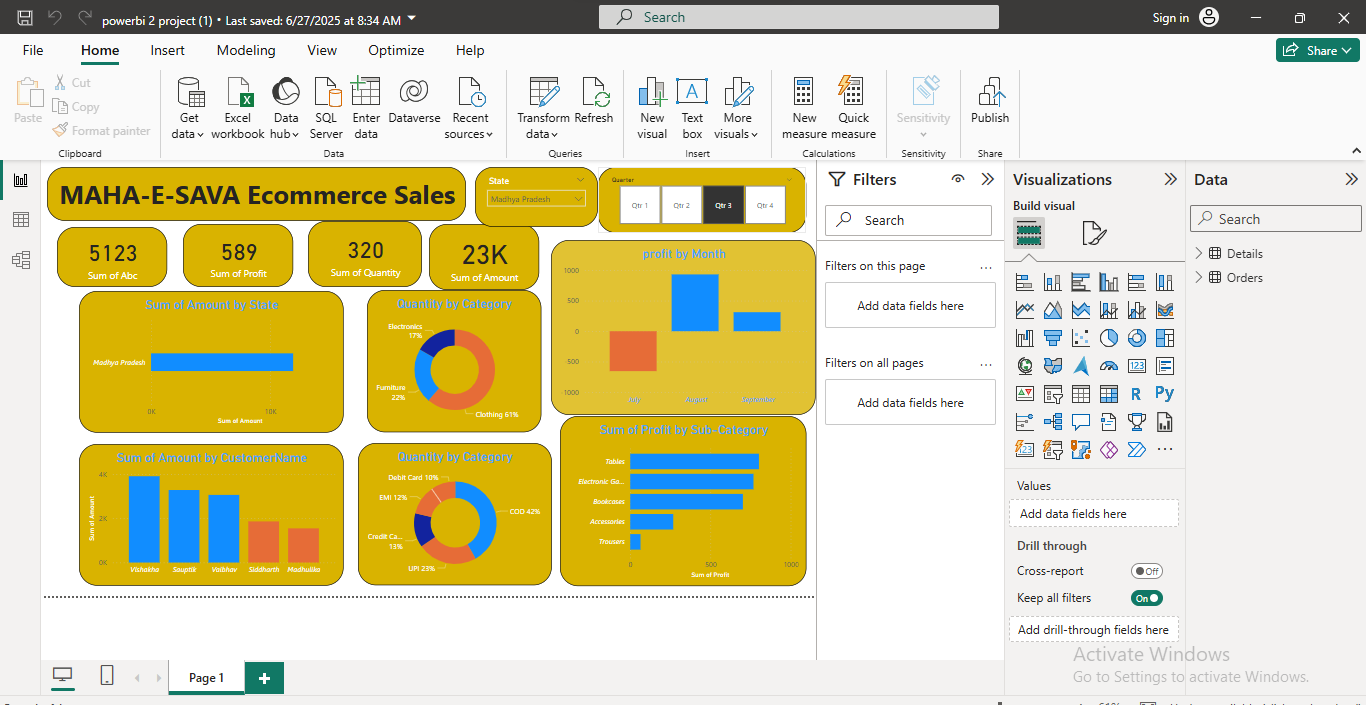 powerbi 2 project (1) • Last saved: 6/27/2025 at 8:34 AM
Search
Sign in
File
Home
Insert
Modeling
View
Optimize
Help
Share
Paste
Cut
Copy
Format painter
Clipboard
Get data
Excel workbook
Data hub
SQL Server
Enter data
Dataverse
Recent sources
Data
Transform data
Refresh
Queries
New visual
Text box
More visuals
Insert
New measure
Quick measure
Calculations
Sensitivity
Sensitivity
Publish
Share
MAHA-E-SAVA Ecommerce Sales
State
Madhya Pradesh
Quarter
Qtr 1
Qtr 2
Qtr 3
Qtr 4
5123
Sum of Abc
589
Sum of Profit
320
Sum of Quantity
23K
Sum of Amount
Sum of Amount by State
Madhya Pradesh
0K
10K
Sum of Amount
Quantity by Category
Electronics
17%
Furniture
22%
Clothing 61%
profit by Month
1000
500
0
-500
-1000
July
August
September
Sum of Amount by CustomerName
Sum of Amount
4K
2K
0K
Vishakha
Souptik
Vaibhav
Siddharth
Madhulika
Quantity by Category
Debit Card 10%
EMI 12%
Credit Ca...
13%
UPI 23%
COD 42%
Sum of Profit by Sub-Category
Tables
Electronic Ga...
Bookcases
Accessories
Trousers
0
500
1000
Sum of Profit
Filters
Search
Filters on this page
...
Add data fields here
Filters on all pages
...
Add data fields here
Visualizations
Build visual
123
R
Py
123
...
Values
Add data fields here
Drill through
Cross-report
Off
Keep all filters
On
Add drill-through fields here
Data
Search
Details
Orders
Activate Windows
Go to Settings to activate Windows.
Page 1